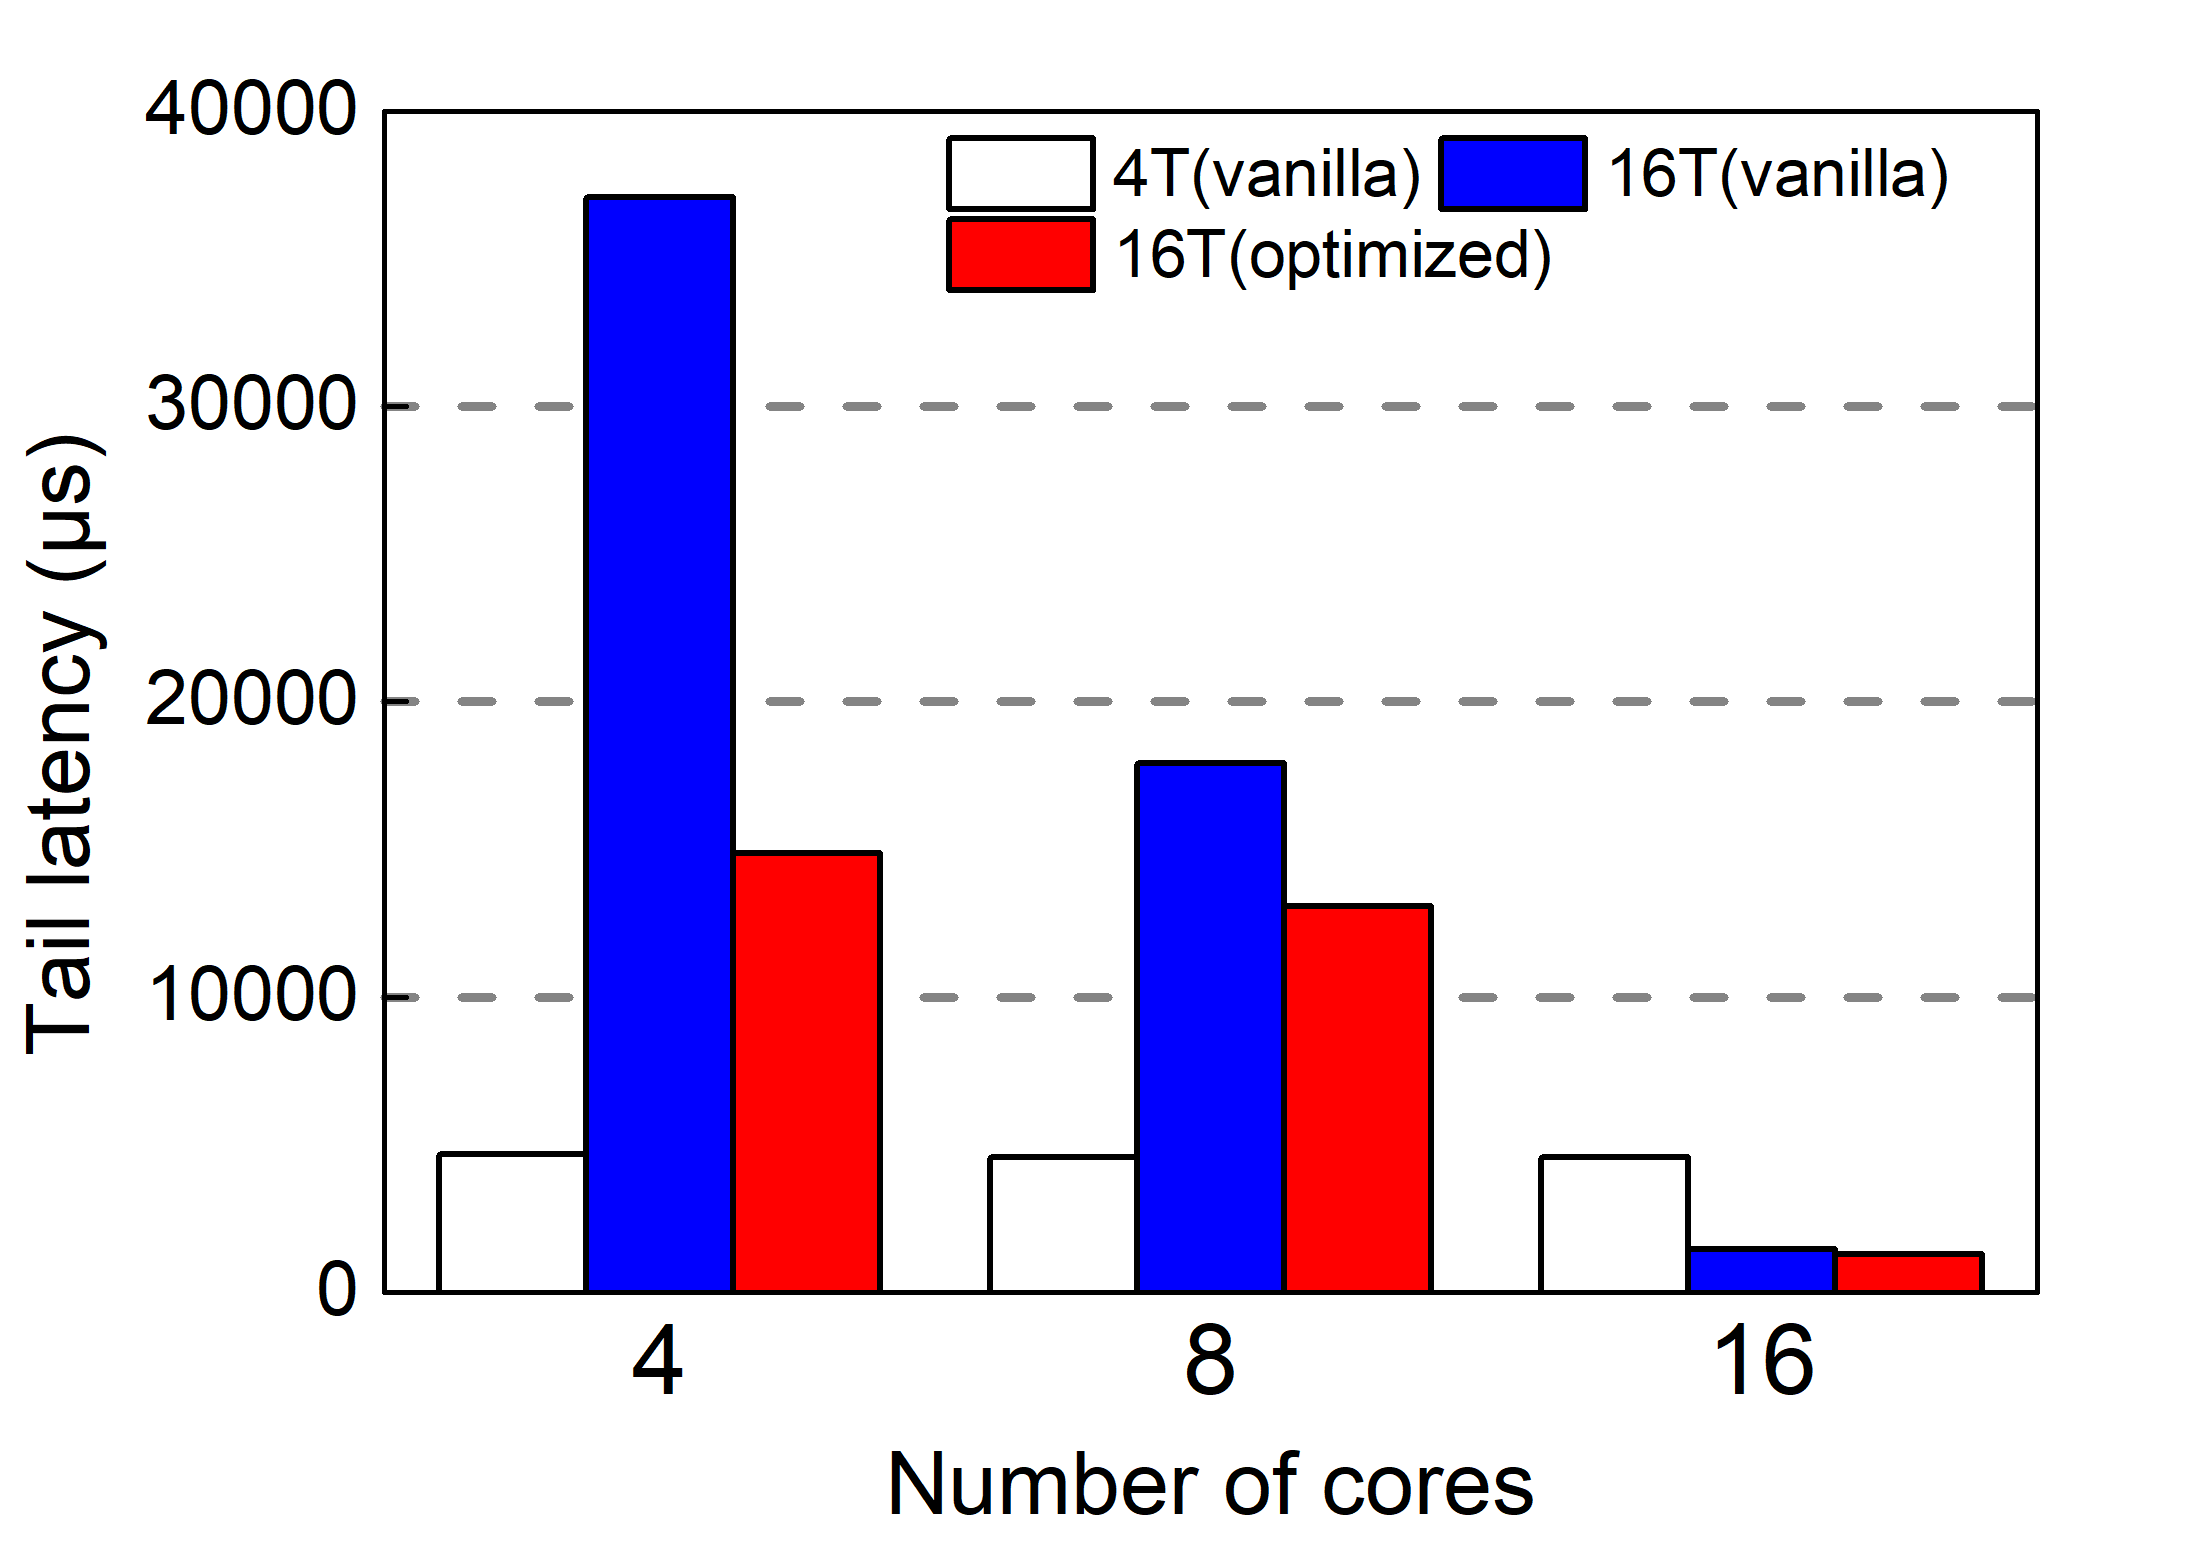 40000
30000
20000
10000
0
Tail latency (μs)
4T(vanilla) 16T(vanilla)
16T(optimized)
4 8 16
Number of cores